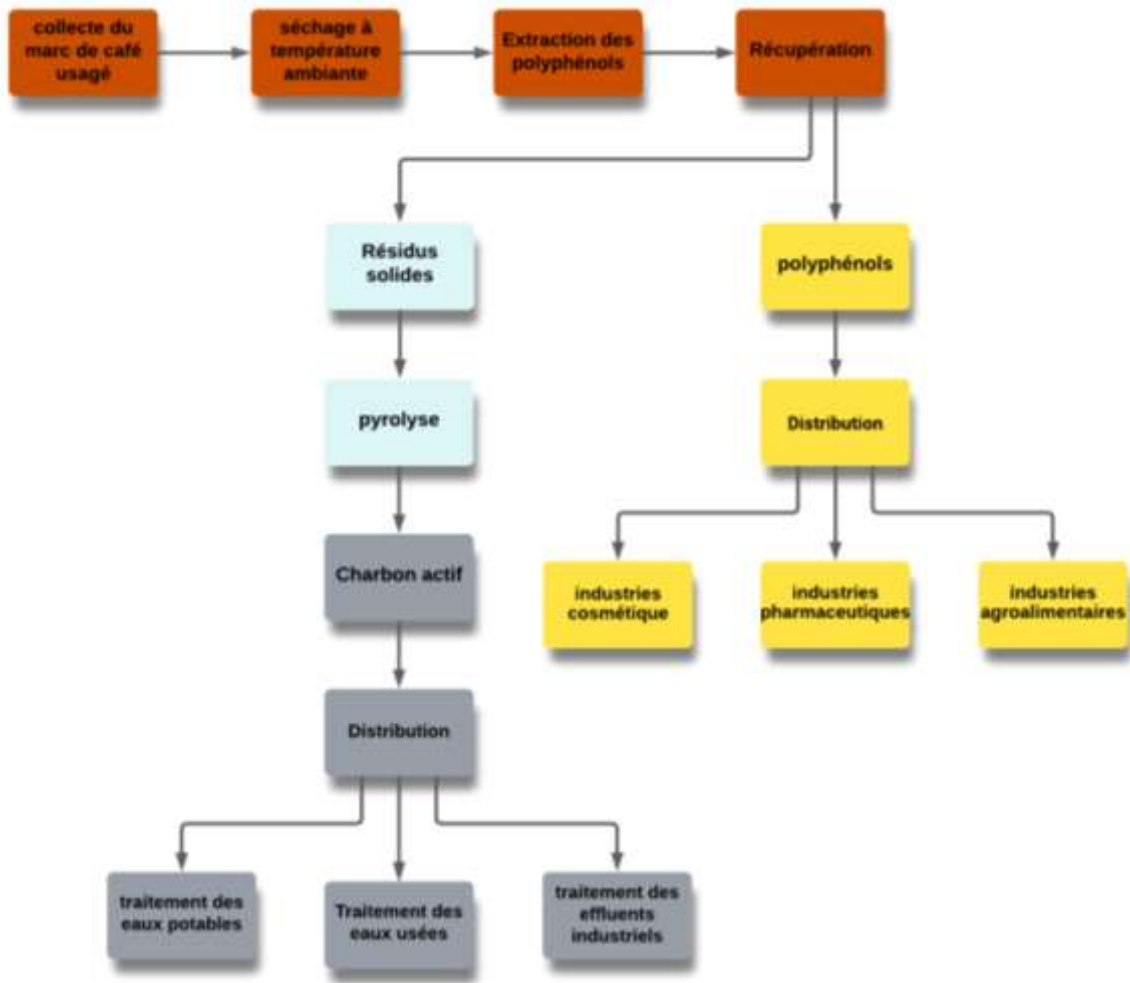 collecte du
marc de café
usagé
séchage à
température
ambiante
Extraction des
polyphénols
Récupération
Résidus
solides
polyphénols
pyrolyse
Distribution
Charbon actif
industries
cosmétique
industries
pharmaceutiques
industries
agroalimentaires
Distribution
traitement des
eaux potables
Traitement des
eaux usées
traitement des
effluents
industriels